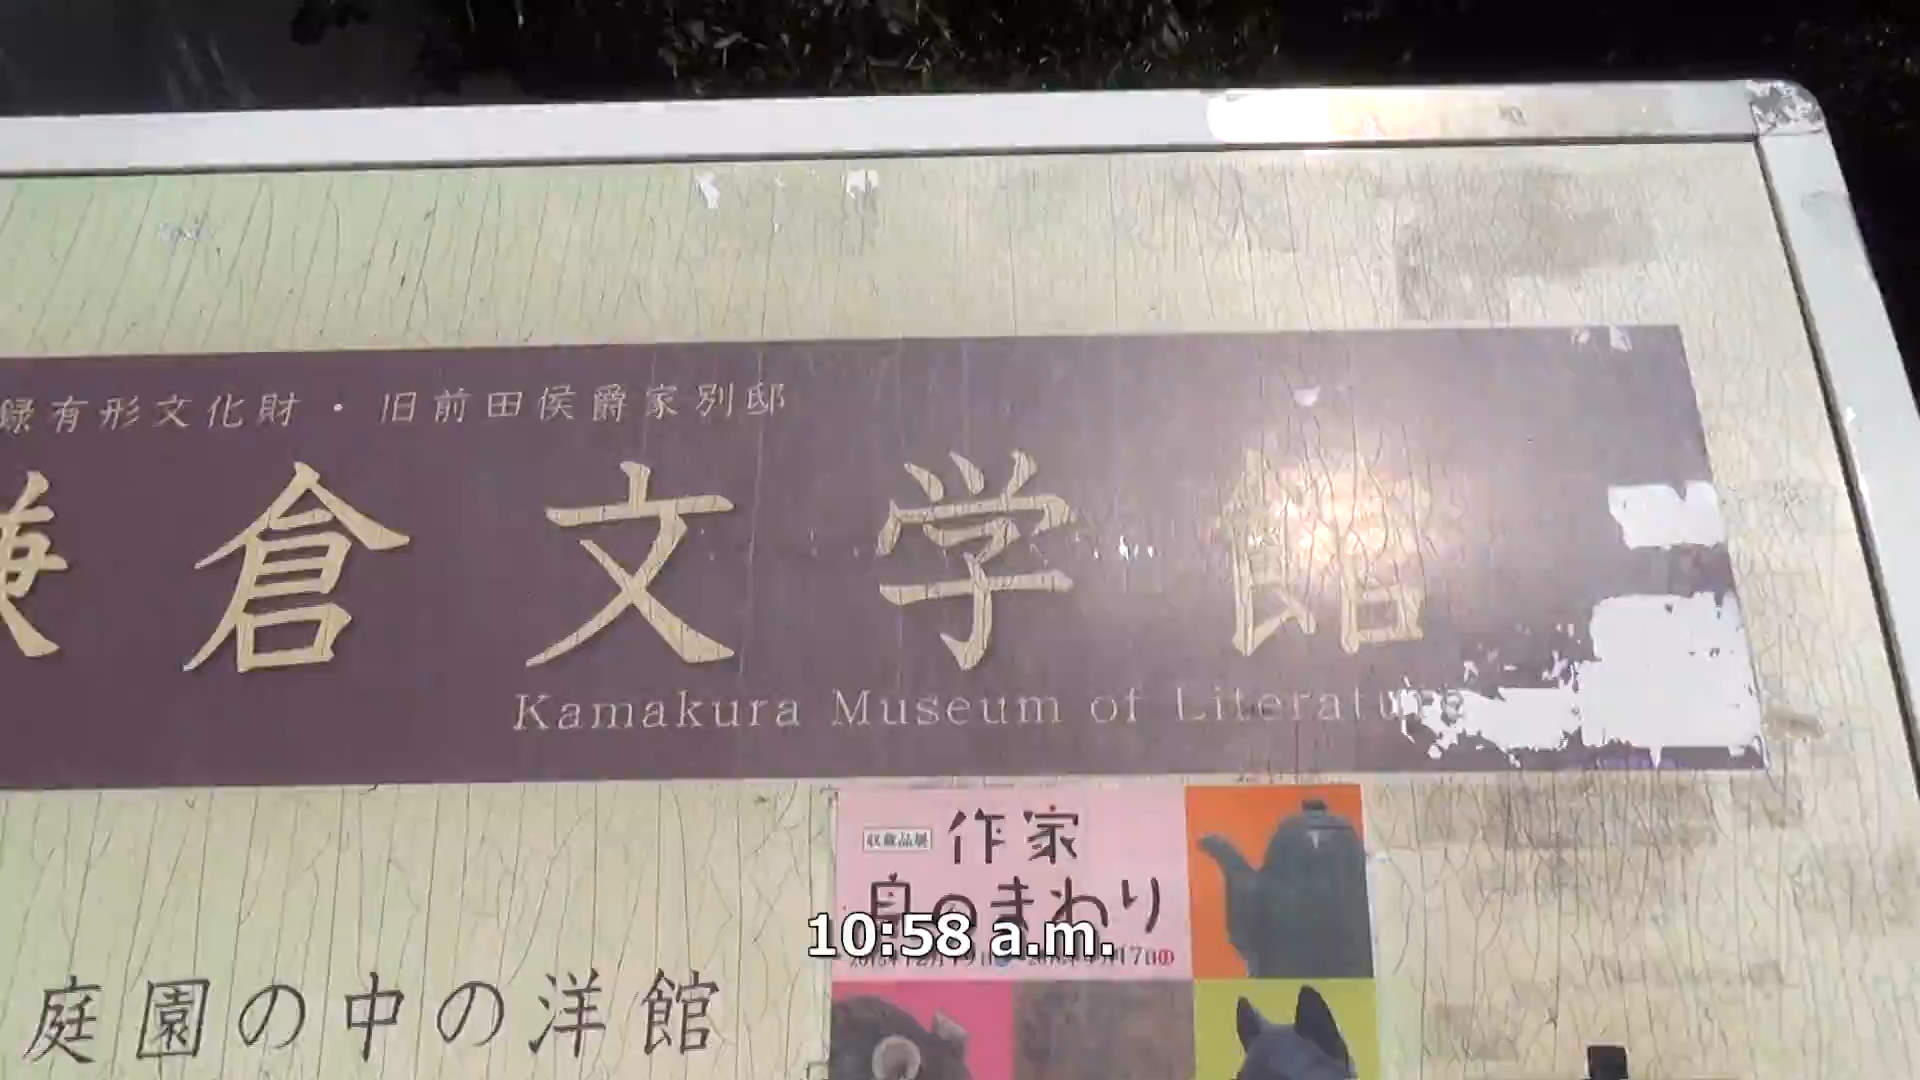 録有形文化財・旧前田侯爵家別邸
鎌倉文学館
Kamakura Museum of Literature
収蔵品展
作家
身のまわり
10:58 a.m.
庭園の中の洋館